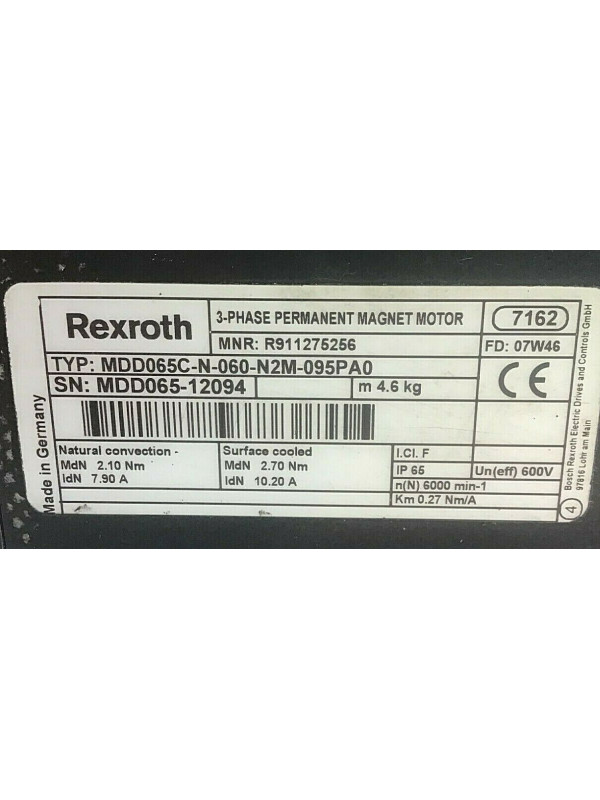 Rexroth
3-PHASE PERMANENT MAGNET MOTOR
7162
MNR: R911275256
FD: 07W46
TYP: MDD065C-N-060-N2M-095PA0
SN: MDD065-12094
m 4.6 kg
CE
Natural convection -
MdN 2.10 Nm
IdN 7.90 A
Surface cooled
MdN 2.70 Nm
IdN 10.20 A
I.Cl. F
IP 65
Un(eff) 600V
n(N) 6000 min-1
Km 0.27 Nm/A
Made in Germany
Bosch Rexroth Electric Drives and Controls GmbH
97816 Lohr am Main
4